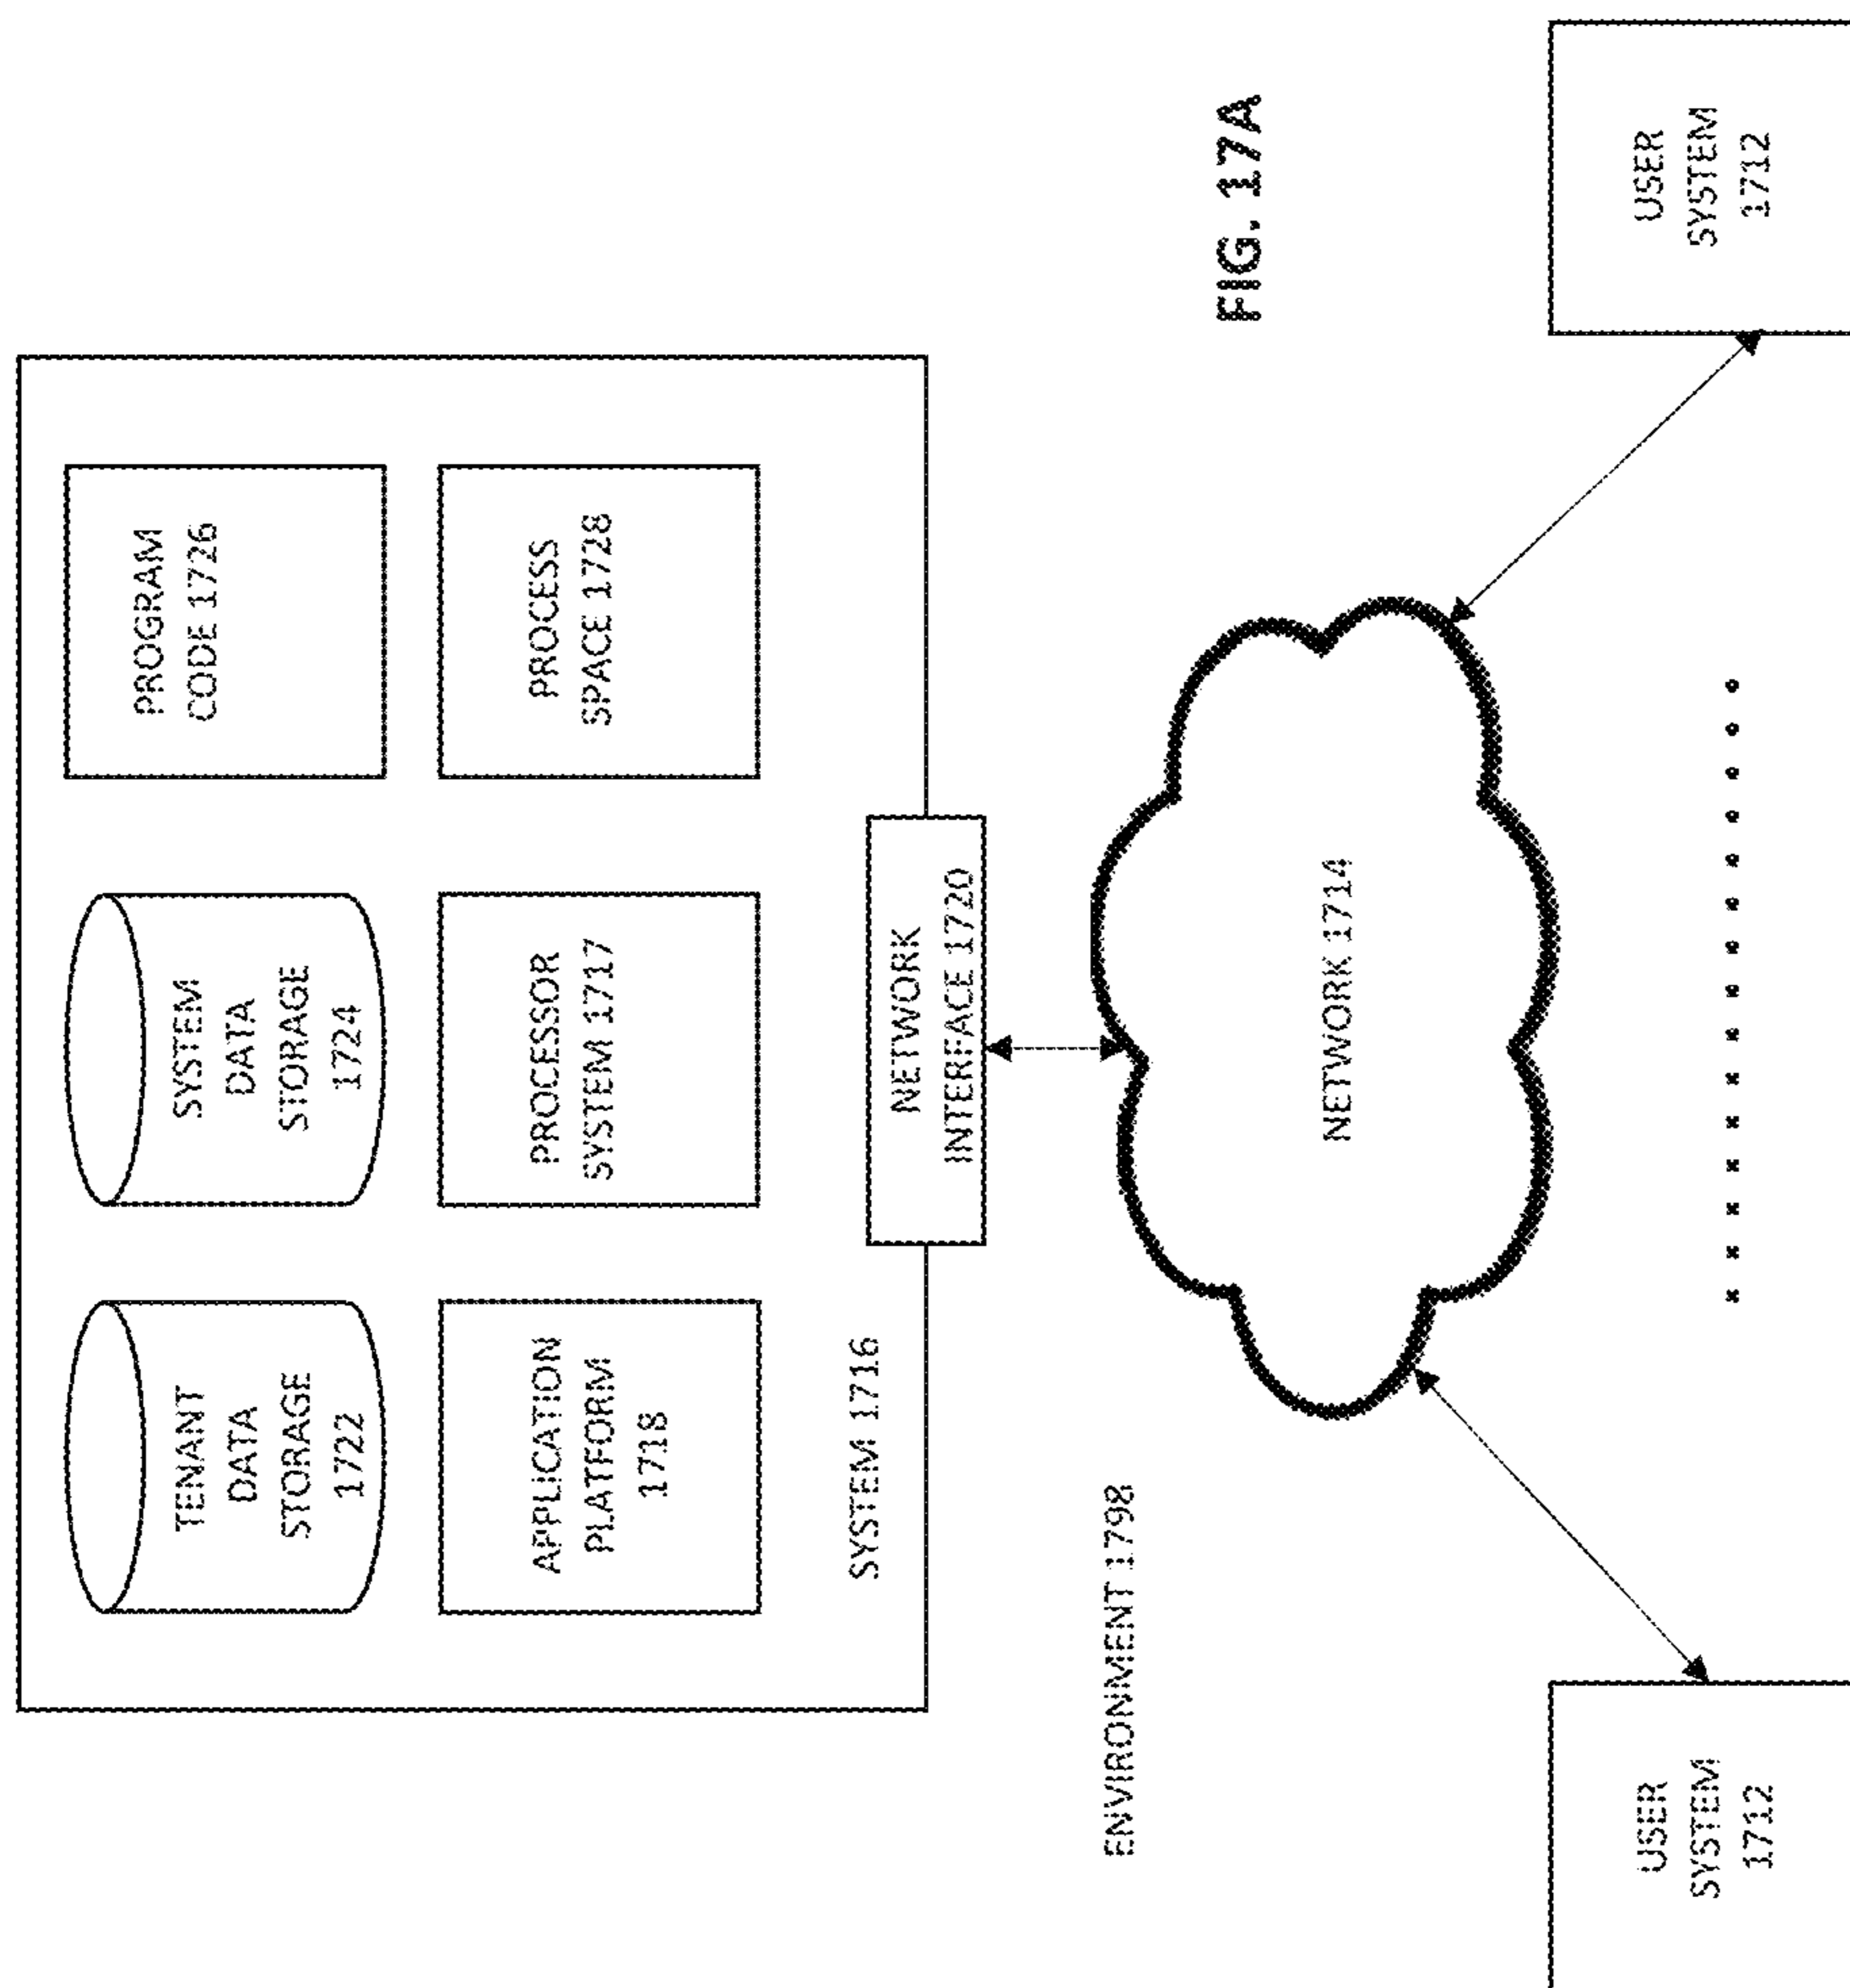 TENANT
DATA
STORAGE
1722
SYSTEM
DATA
STORAGE
1724
PROGRAM
CODE 1726
APPLICATION
PLATFORM
1718
PROCESSOR
SYSTEM 1717
PROCESS
SPACE 1728
SYSTEM 1716
NETWORK
INTERFACE 1720
ENVIRONMENT 1798
NETWORK 1714
FIG. 17A
USER
SYSTEM
1712
USER
SYSTEM
1712